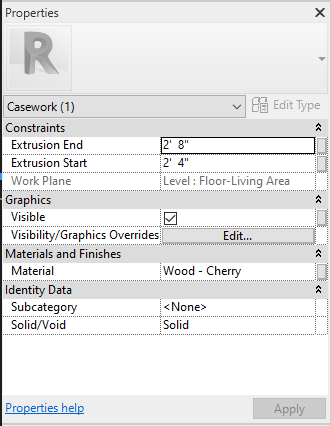 Properties
R
Casework (1)
Edit Type
Constraints
Extrusion End 2' 8"
Extrusion Start 2' 4"
Work Plane Level : Floor-Living Area
Graphics
Visible
Visibility/Graphics Overrides Edit...
Materials and Finishes
Material Wood - Cherry
Identity Data
Subcategory <None>
Solid/Void Solid
Properties help Apply